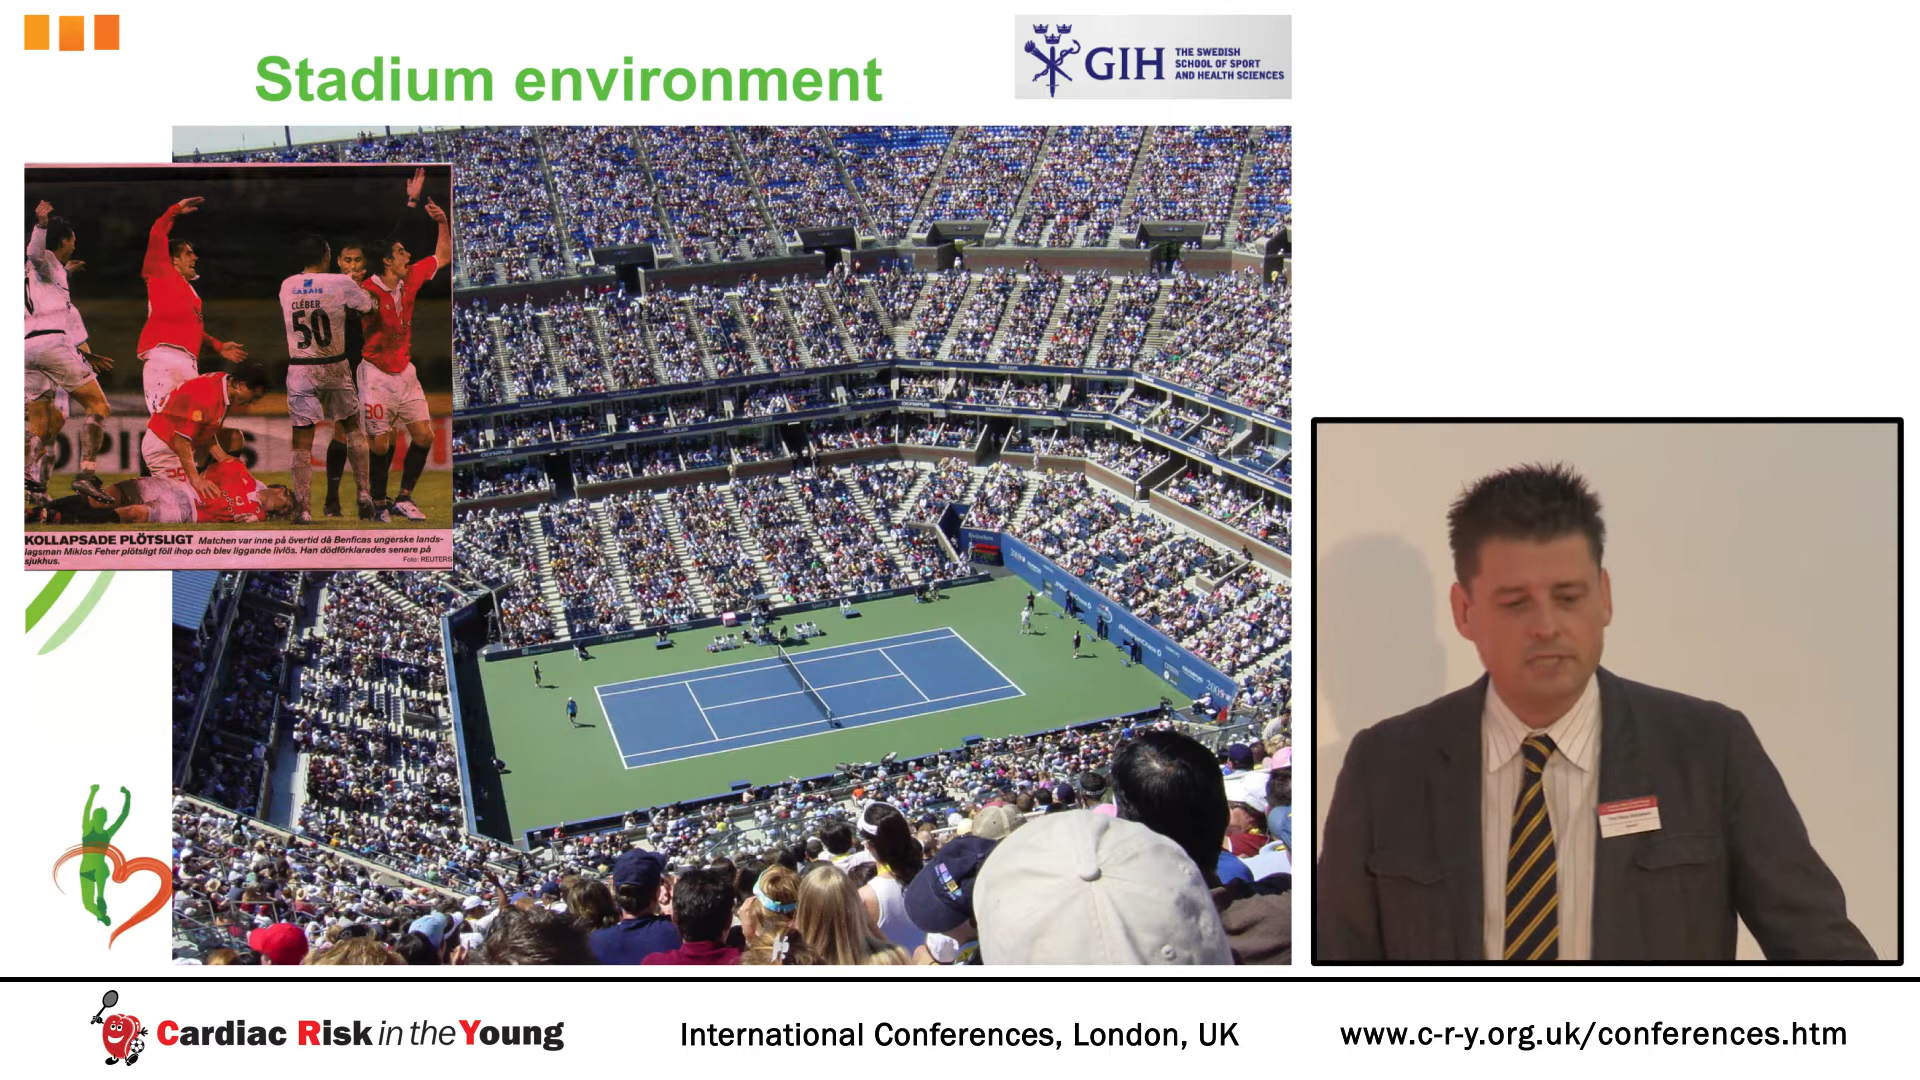 Stadium environment
GIH
THE SWEDISH
SCHOOL OF SPORT
AND HEALTH SCIENCES
CASAIS
CLÉBER
50
30
KOLLAPSADE PLÖTSLIGT Matchen var inne på övertid då Benficas ungerske lands-
lagsman Miklos Feher plötsligt föll ihop och blev liggande livlös. Han dödförklarades senare på
sjukhus.
Foto: REUTERS
Cardiac Risk in the Young
International Conferences, London, UK
www.c-r-y.org.uk/conferences.htm